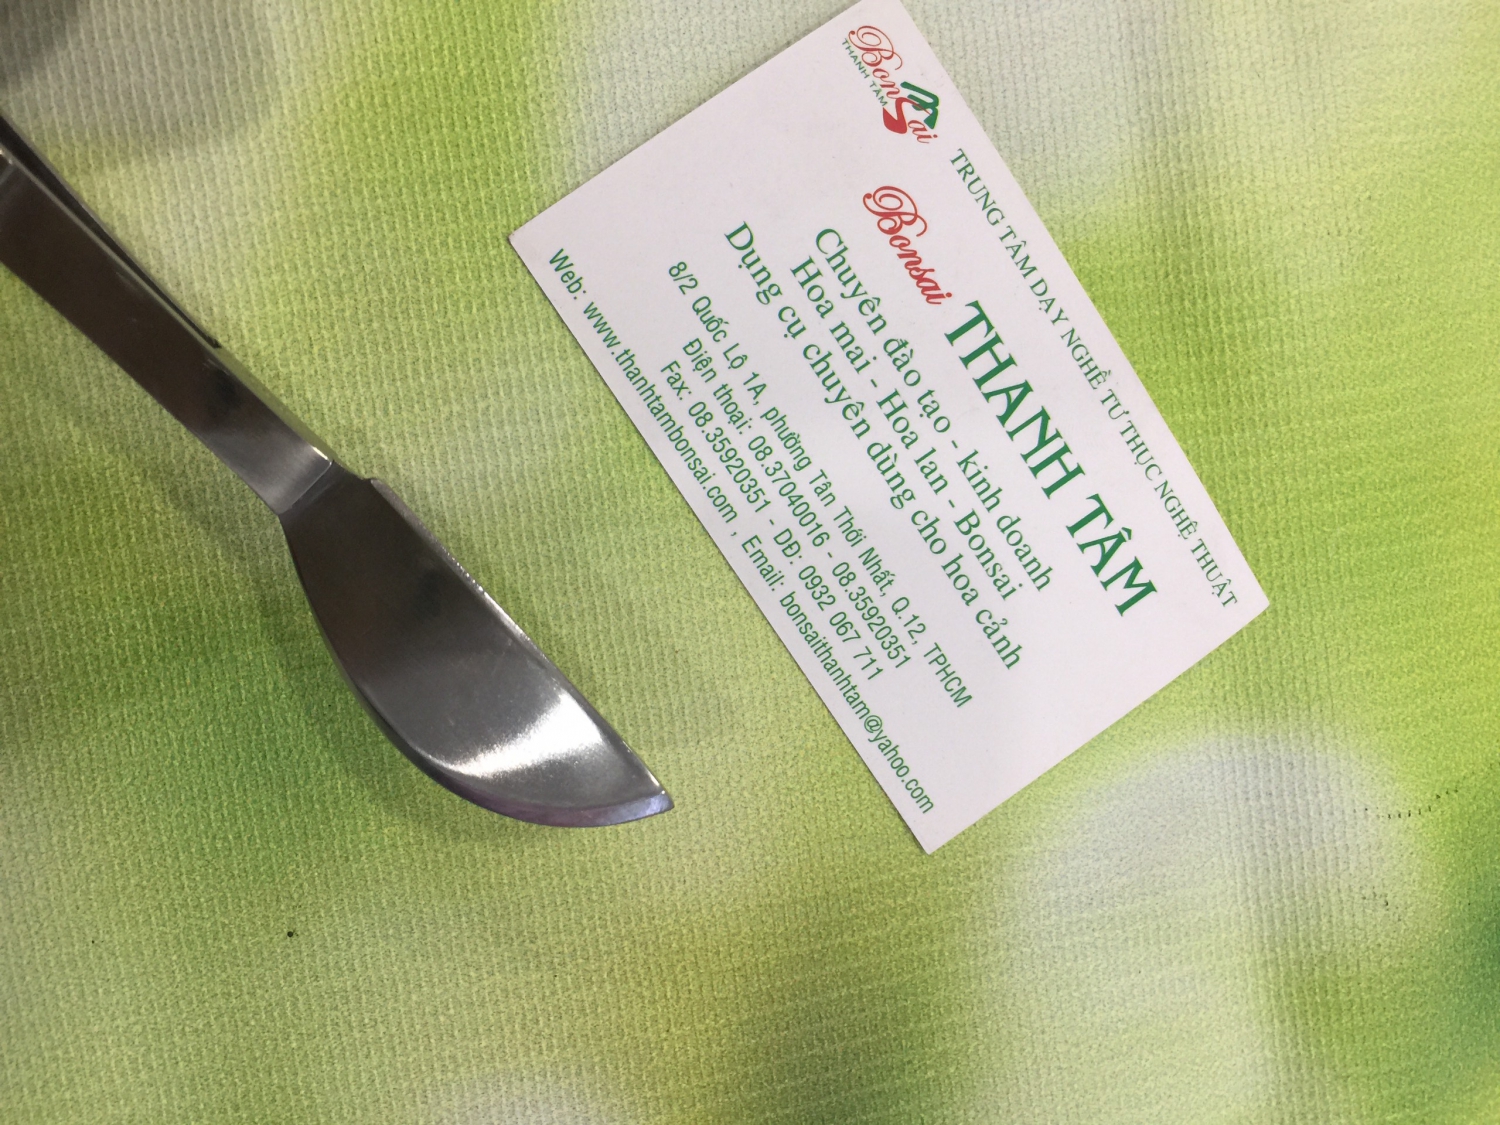 BonSai
THANH TÂM
TRUNG TÂM DẠY NGHỀ TƯ THỤC NGHỆ THUẬT
Bonsai THANH TÂM
Chuyên đào tạo - kinh doanh
Hoa mai - Hoa lan - Bonsai
Dụng cụ chuyên dùng cho hoa cảnh
8/2 Quốc Lộ 1A, phường Tân Thới Nhất, Q.12, TPHCM
Điện thoại: 08.37040016 - 08.35920351
Fax: 08.35920351 - DĐ: 0932 067 711
Web: www.thanhtambonsai.com , Email: bonsaithanhtam@yahoo.com